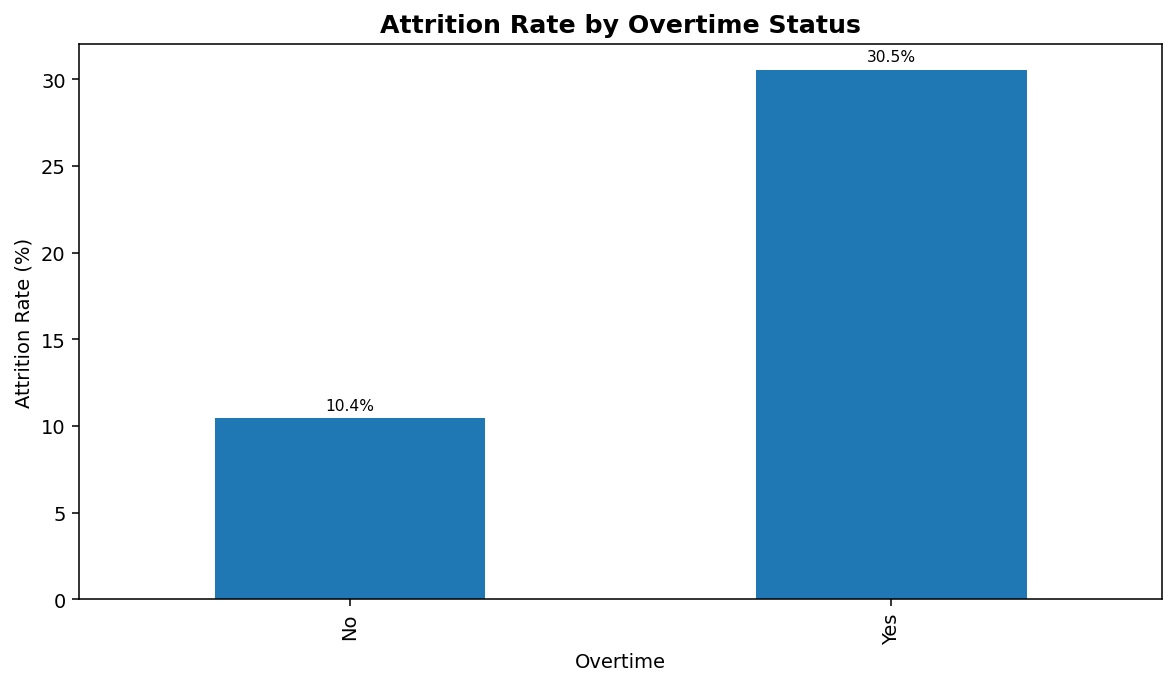 Attrition Rate by Overtime Status
30.5%
10.4%
30
25
20
15
10
5
0
Attrition Rate (%)
No
Yes
Overtime